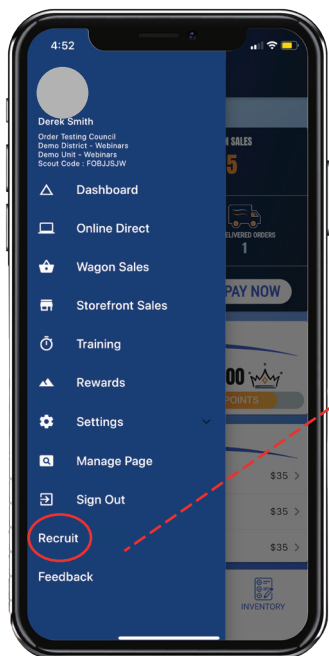 4:52
Derek Smith
Order Testing Council
Demo District - Webinars
Demo Unit - Webinars
Scout Code : FOBJJSJW
Dashboard
Online Direct
Wagon Sales
Storefront Sales
Training
Rewards
Settings
Manage Page
Sign Out
Recruit
Feedback
SALES
5
ORDERS
1
PAY NOW
00
POINTS
$35 >
$35 >
$35 >
INVENTORY